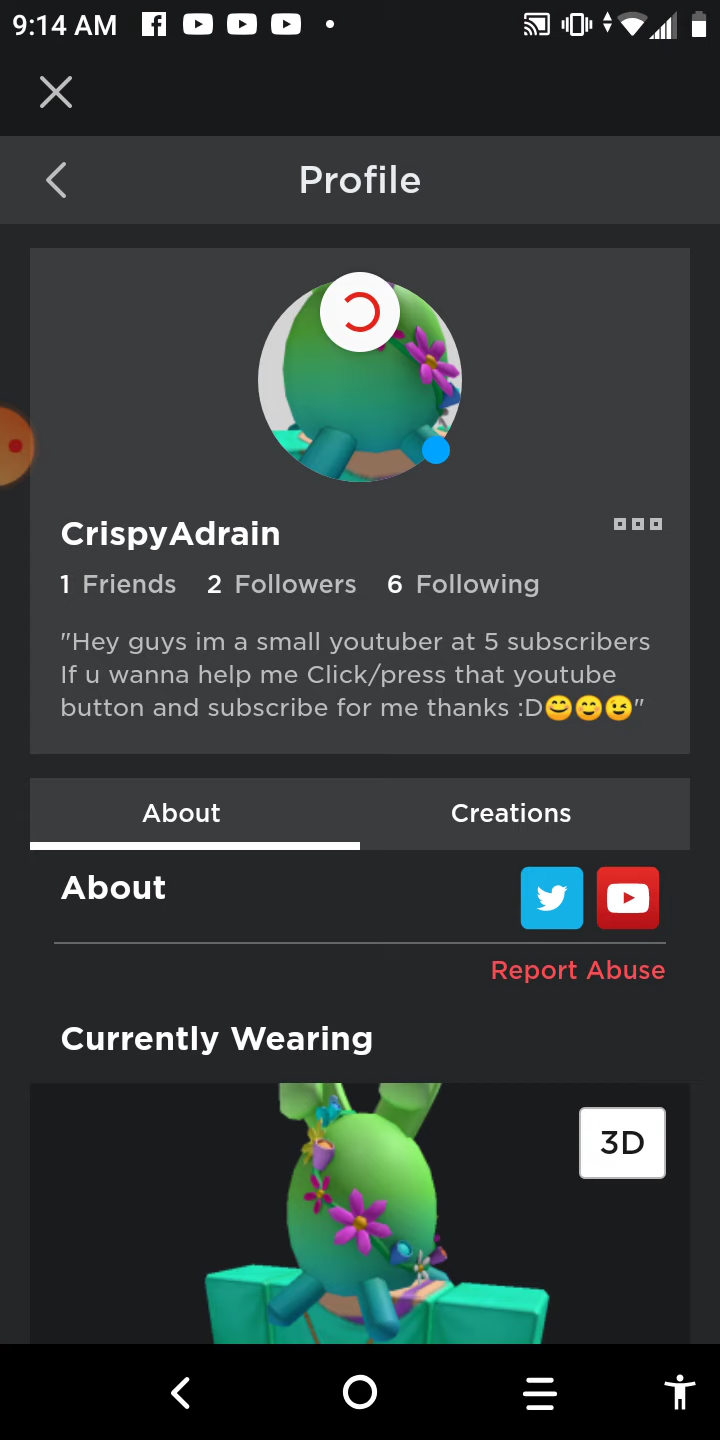 9:14 AM
Profile
CrispyAdrain
1 Friends 2 Followers 6 Following
"Hey guys im a small youtuber at 5 subscribers
If u wanna help me Click/press that youtube
button and subscribe for me thanks :D😊😊😉"
About Creations
About
Report Abuse
Currently Wearing
3D